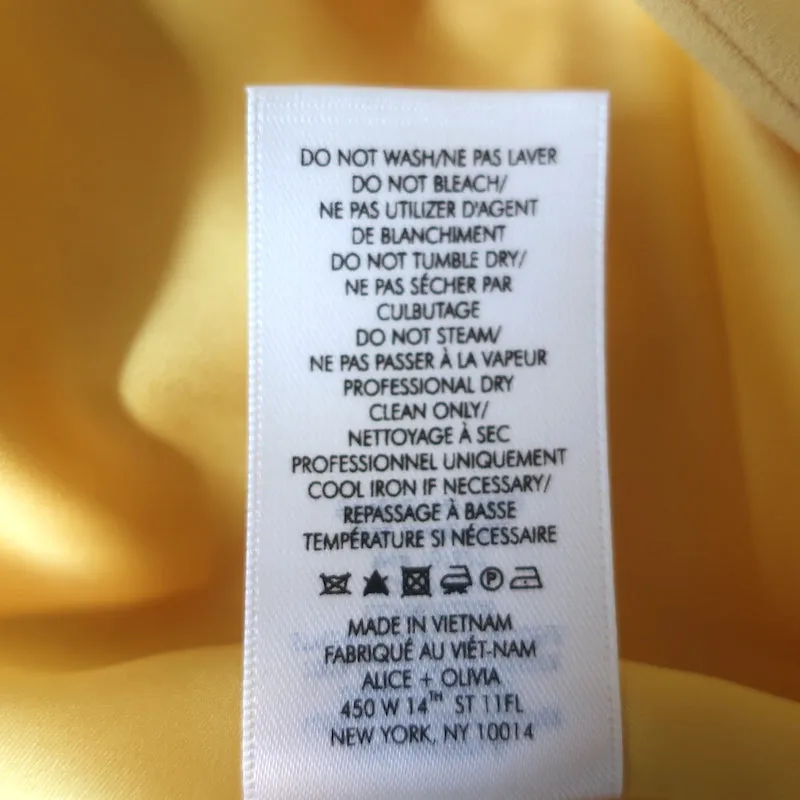 DO NOT WASH/NE PAS LAVER
DO NOT BLEACH/
NE PAS UTILIZER D'AGENT
DE BLANCHIMENT
DO NOT TUMBLE DRY/
NE PAS SÉCHER PAR
CULBUTAGE
DO NOT STEAM/
NE PAS PASSER À LA VAPEUR
PROFESSIONAL DRY
CLEAN ONLY/
NETTOYAGE À SEC
PROFESSIONNEL UNIQUEMENT
COOL IRON IF NECESSARY/
REPASSAGE À BASSE
TEMPÉRATURE SI NÉCESSAIRE
P
MADE IN VIETNAM
FABRIQUÉ AU VIÊT-NAM
ALICE + OLIVIA
450 W 14TH ST 11FL
NEW YORK, NY 10014